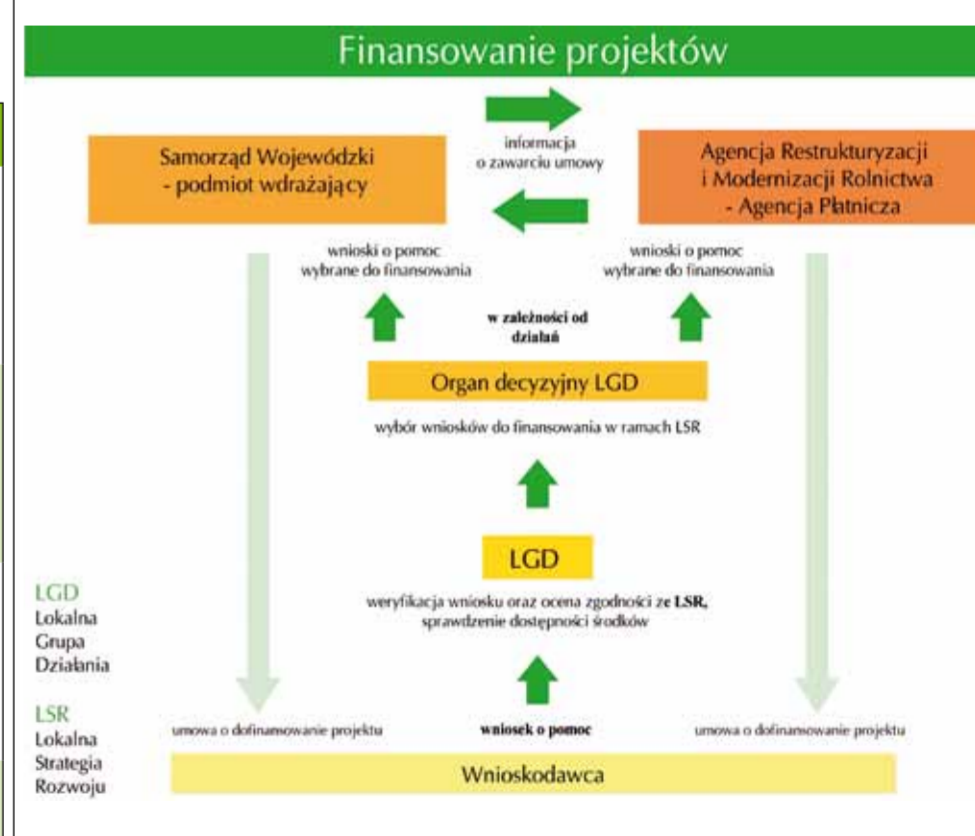 Finansowanie projektów
Samorząd Wojewódzki
- podmiot wdrażający
informacja
o zawarciu umowy
Agencja Restrukturyzacji
i Modernizacji Rolnictwa
- Agencja Płatnicza
wnioski o pomoc
wybrane do finansowania
wnioski o pomoc
wybrane do finansowania
w zależności od
działań
Organ decyzyjny LGD
wybór wniosków do finansowania w ramach LSR
LGD
weryfikacja wniosku oraz ocena zgodności ze LSR,
sprawdzenie dostępności środków
LGD
Lokalna
Grupa
Działania
LSR
Lokalna
Strategia
Rozwoju
umowa o dofinansowanie projektu
wniosek o pomoc
umowa o dofinansowanie projektu
Wnioskodawca